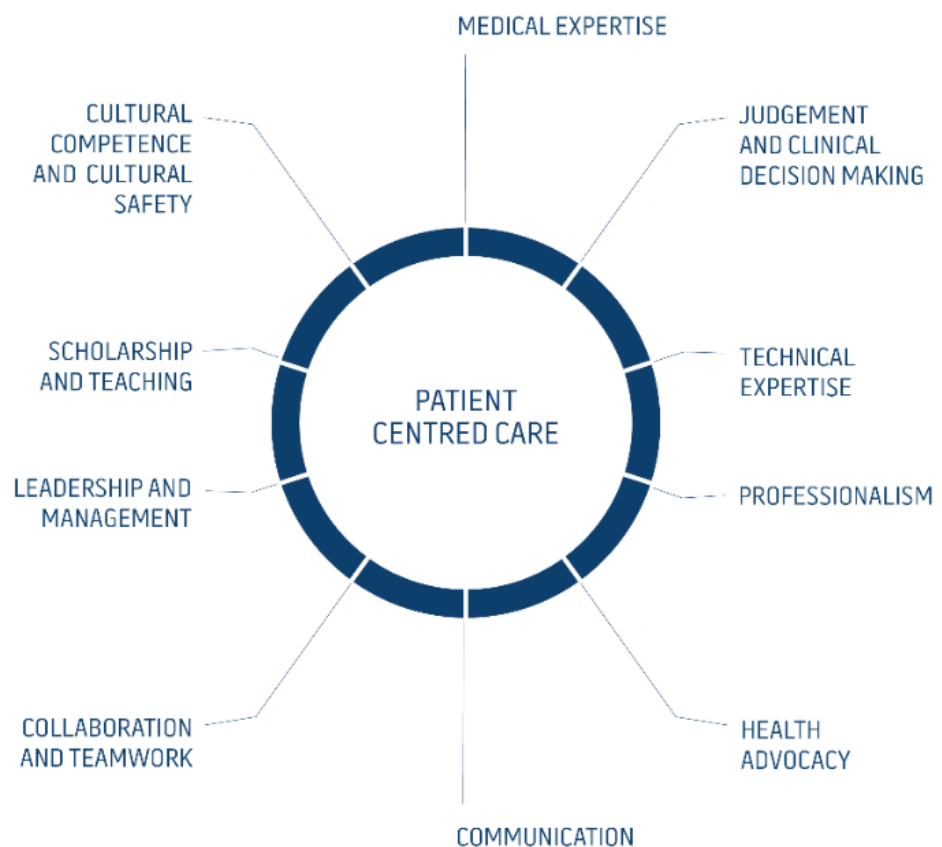 MEDICAL EXPERTISE
JUDGEMENT
AND CLINICAL
DECISION MAKING
TECHNICAL
EXPERTISE
PROFESSIONALISM
HEALTH
ADVOCACY
COMMUNICATION
COLLABORATION
AND TEAMWORK
LEADERSHIP AND
MANAGEMENT
SCHOLARSHIP
AND TEACHING
CULTURAL
COMPETENCE
AND CULTURAL
SAFETY
PATIENT
CENTRED CARE